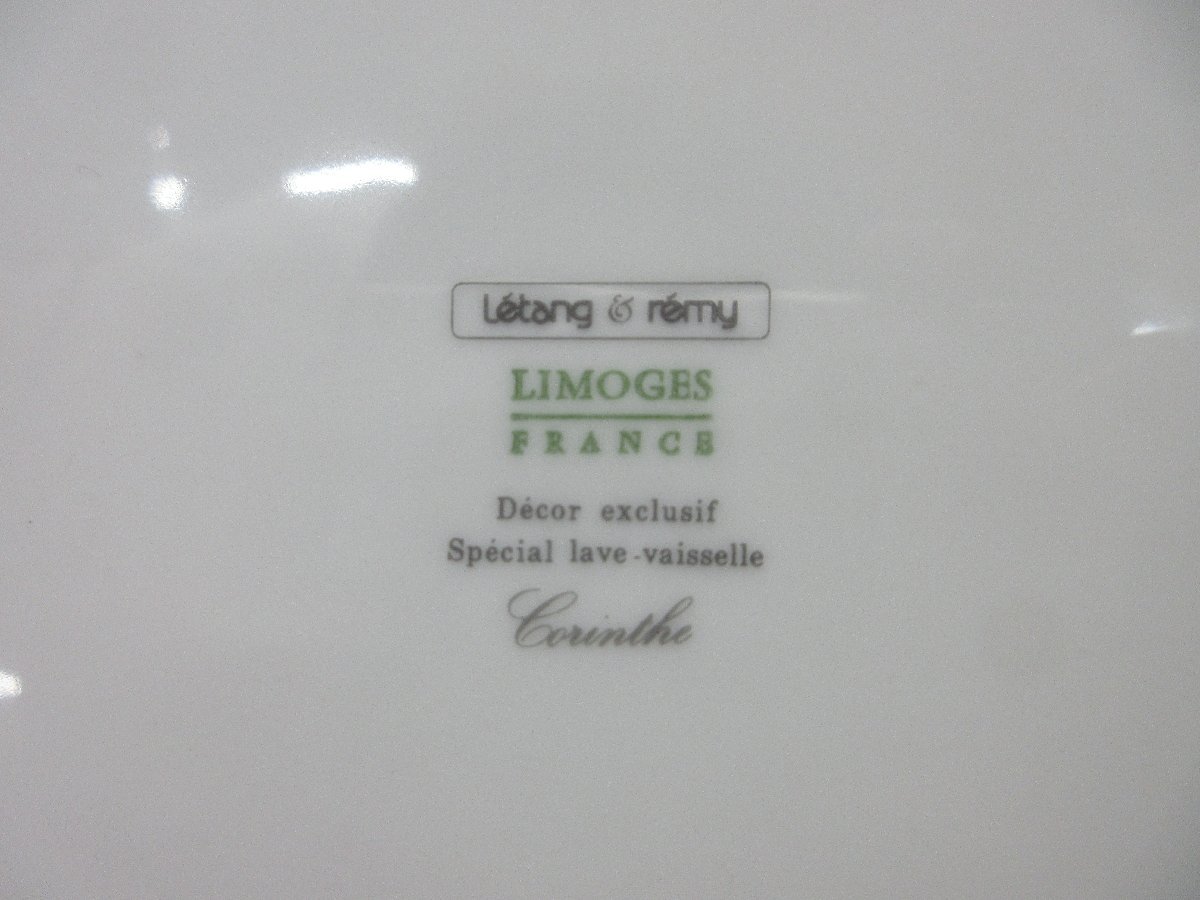 Létang & rémy
LIMOGES
FRANCE
Décor exclusif
Spécial lave-vaisselle
Corinthe